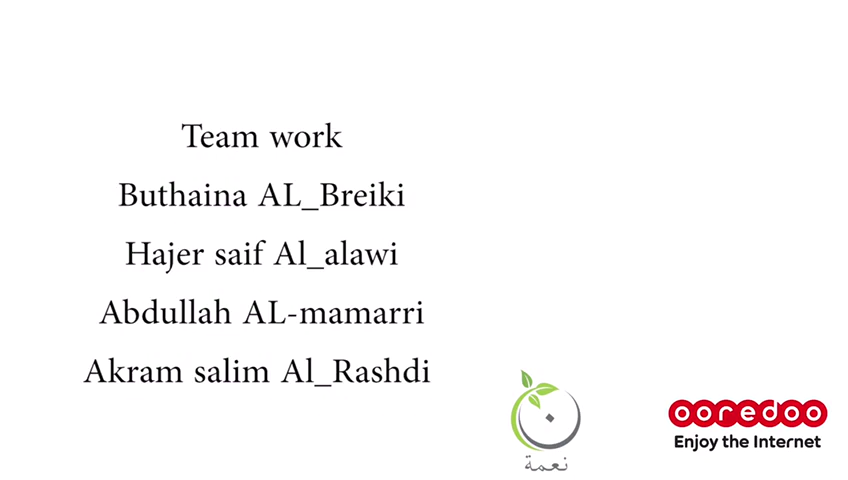 Team work
Buthaina AL_Breiki
Hajer saif Al_alawi
Abdullah AL-mamarri
Akram salim Al_Rashdi
نعمة
ooredoo
Enjoy the Internet